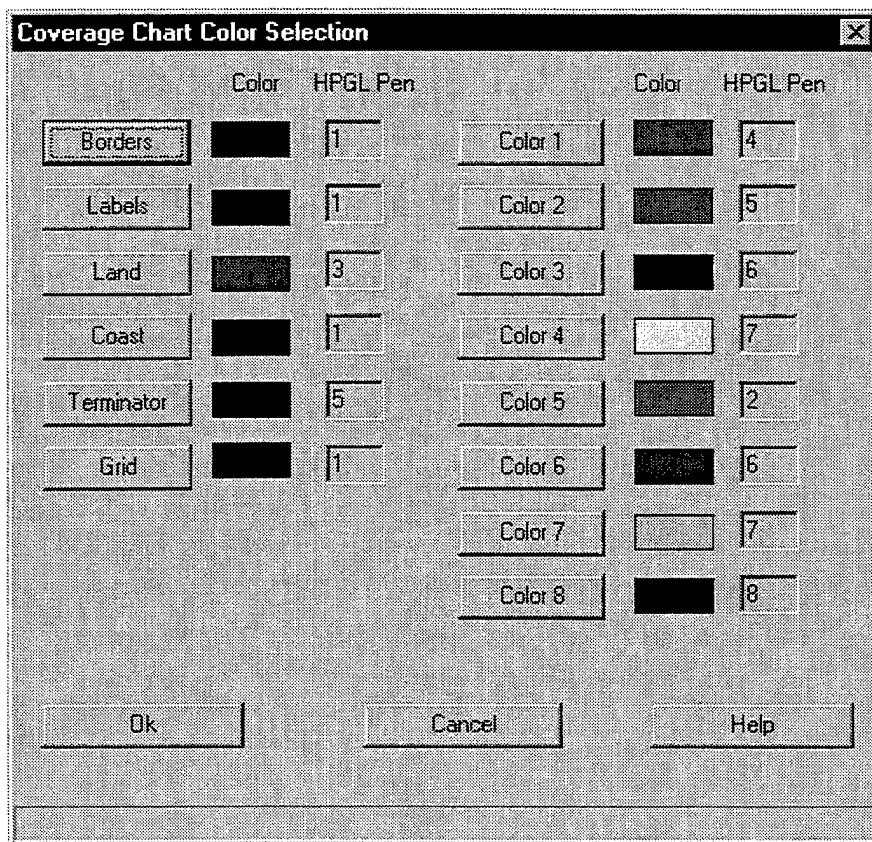 Coverage Chart Color Selection
Color HPGL Pen Color HPGL Pen
Borders 1 Color 1 4
Labels 1 Color 2 5
Land 3 Color 3 6
Coast 1 Color 4 7
Terminator 5 Color 5 2
Grid 1 Color 6 6
Color 7 7
Color 8 8
Ok Cancel Help